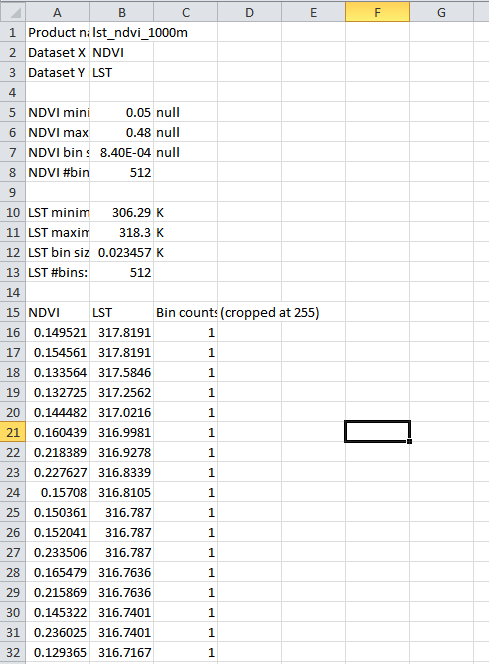 A B C D E F G
1 Product na lst_ndvi_1000m
2 Dataset X NDVI
3 Dataset Y LST
4
5 NDVI mini 0.05 null
6 NDVI max 0.48 null
7 NDVI bin s 8.40E-04 null
8 NDVI #bin 512
9
10 LST minim 306.29 K
11 LST maxim 318.3 K
12 LST bin siz 0.023457 K
13 LST #bins: 512
14
15 NDVI LST Bin counts (cropped at 255)
16 0.149521 317.8191 1
17 0.154561 317.8191 1
18 0.133564 317.5846 1
19 0.132725 317.2562 1
20 0.144482 317.0216 1
21 0.160439 316.9981 1
22 0.218389 316.9278 1
23 0.227627 316.8339 1
24 0.15708 316.8105 1
25 0.150361 316.787 1
26 0.152041 316.787 1
27 0.233506 316.787 1
28 0.165479 316.7636 1
29 0.215869 316.7636 1
30 0.145322 316.7401 1
31 0.236025 316.7401 1
32 0.129365 316.7167 1